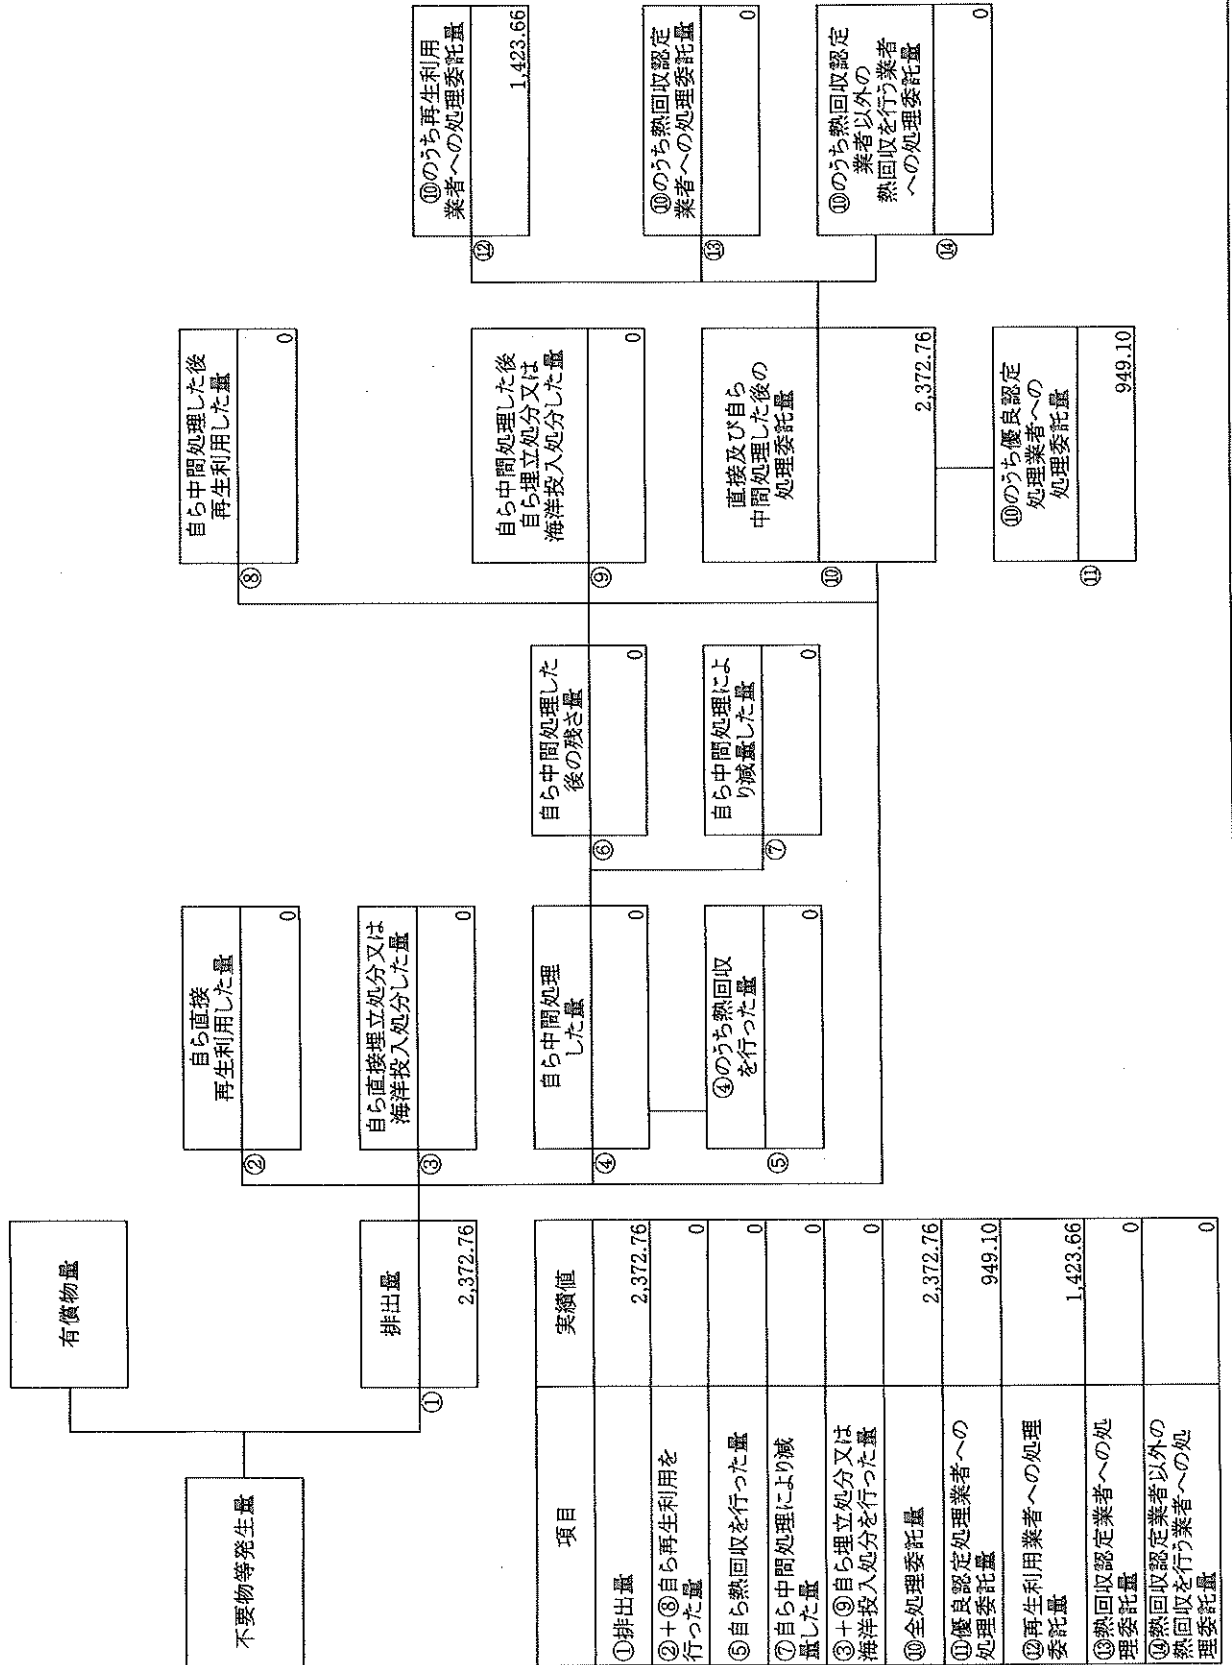 不要物等発生量
有償物量
排出量
①
2,372.76
自ら直接
再生利用した量
②
0
自ら直接埋立処分又は
海洋投入処分した量
③
0
自ら中間処理
した量
④
0
④のうち熱回収
を行った量
⑤
0
自ら中間処理した
後の残さ量
⑥
0
自ら中間処理によ
り減量した量
⑦
0
自ら中間処理した後
再生利用した量
⑧
0
自ら中間処理した後
自ら埋立処分又は
海洋投入処分した量
⑨
0
直接及び自ら
中間処理した後の
処理委託量
⑩
2,372.76
⑩のうち優良認定
処理業者への
処理委託量
⑪
949.10
⑩のうち再生利用
業者への処理委託量
⑫
1,423.66
⑩のうち熱回収認定
業者への処理委託量
⑬
0
⑩のうち熱回収認定
業者以外の
熱回収を行う業者
への処理委託量
⑭
0
項目 実績値
①排出量 2,372.76
②+⑧自ら再生利用を
行った量 0
⑤自ら熱回収を行った量 0
⑦自ら中間処理により減
量した量 0
③+⑨自ら埋立処分又は
海洋投入処分を行った量 0
⑩全処理委託量 2,372.76
⑪優良認定処理業者への
処理委託量 949.10
⑫再生利用業者への処理
委託量 1,423.66
⑬熱回収認定業者への処
理委託量 0
⑭熱回収認定業者以外の
熱回収を行う業者への処
理委託量 0